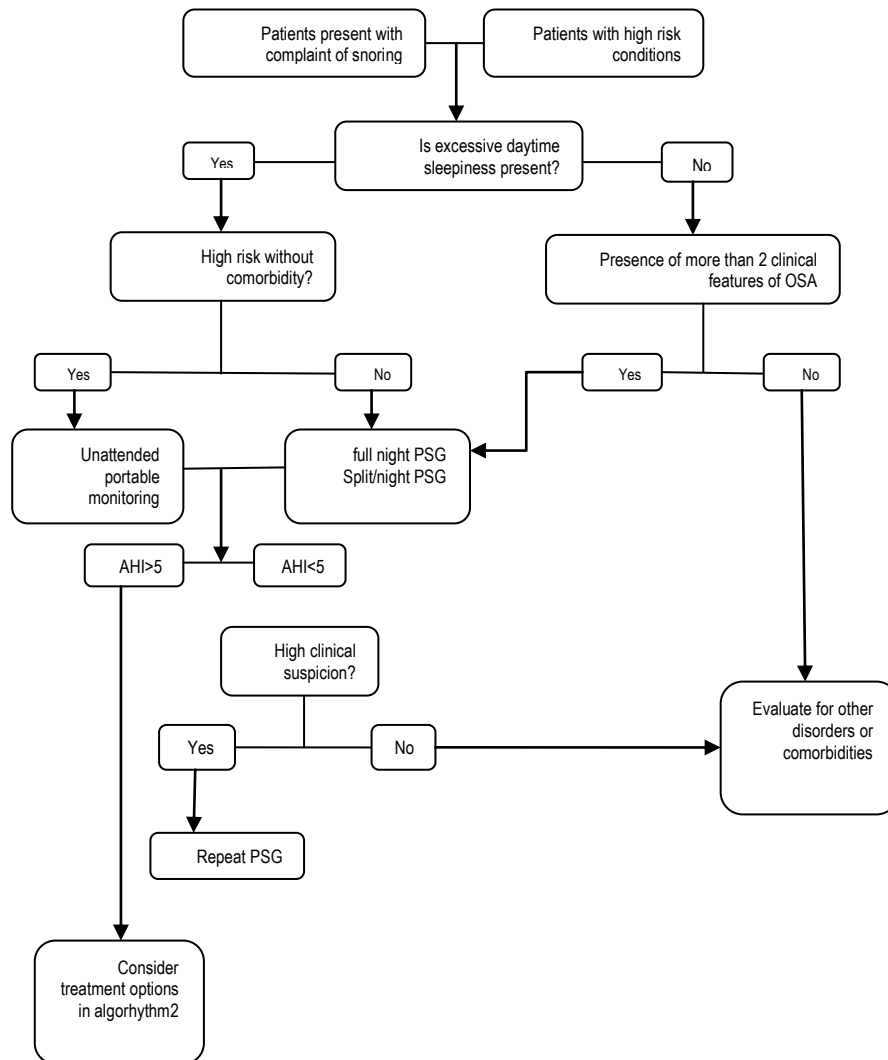 Patients present with
complaint of snoring
Patients with high risk
conditions
Is excessive daytime
sleepiness present?
Yes
No
High risk without
comorbidity?
Presence of more than 2 clinical
features of OSA
Yes
No
Yes
No
Unattended
portable
monitoring
full night PSG
Split/night PSG
AHI>5
AHI<5
High clinical
suspicion?
Yes
No
Evaluate for other
disorders or
comorbidities
Repeat PSG
Consider
treatment options
in algorhythm2